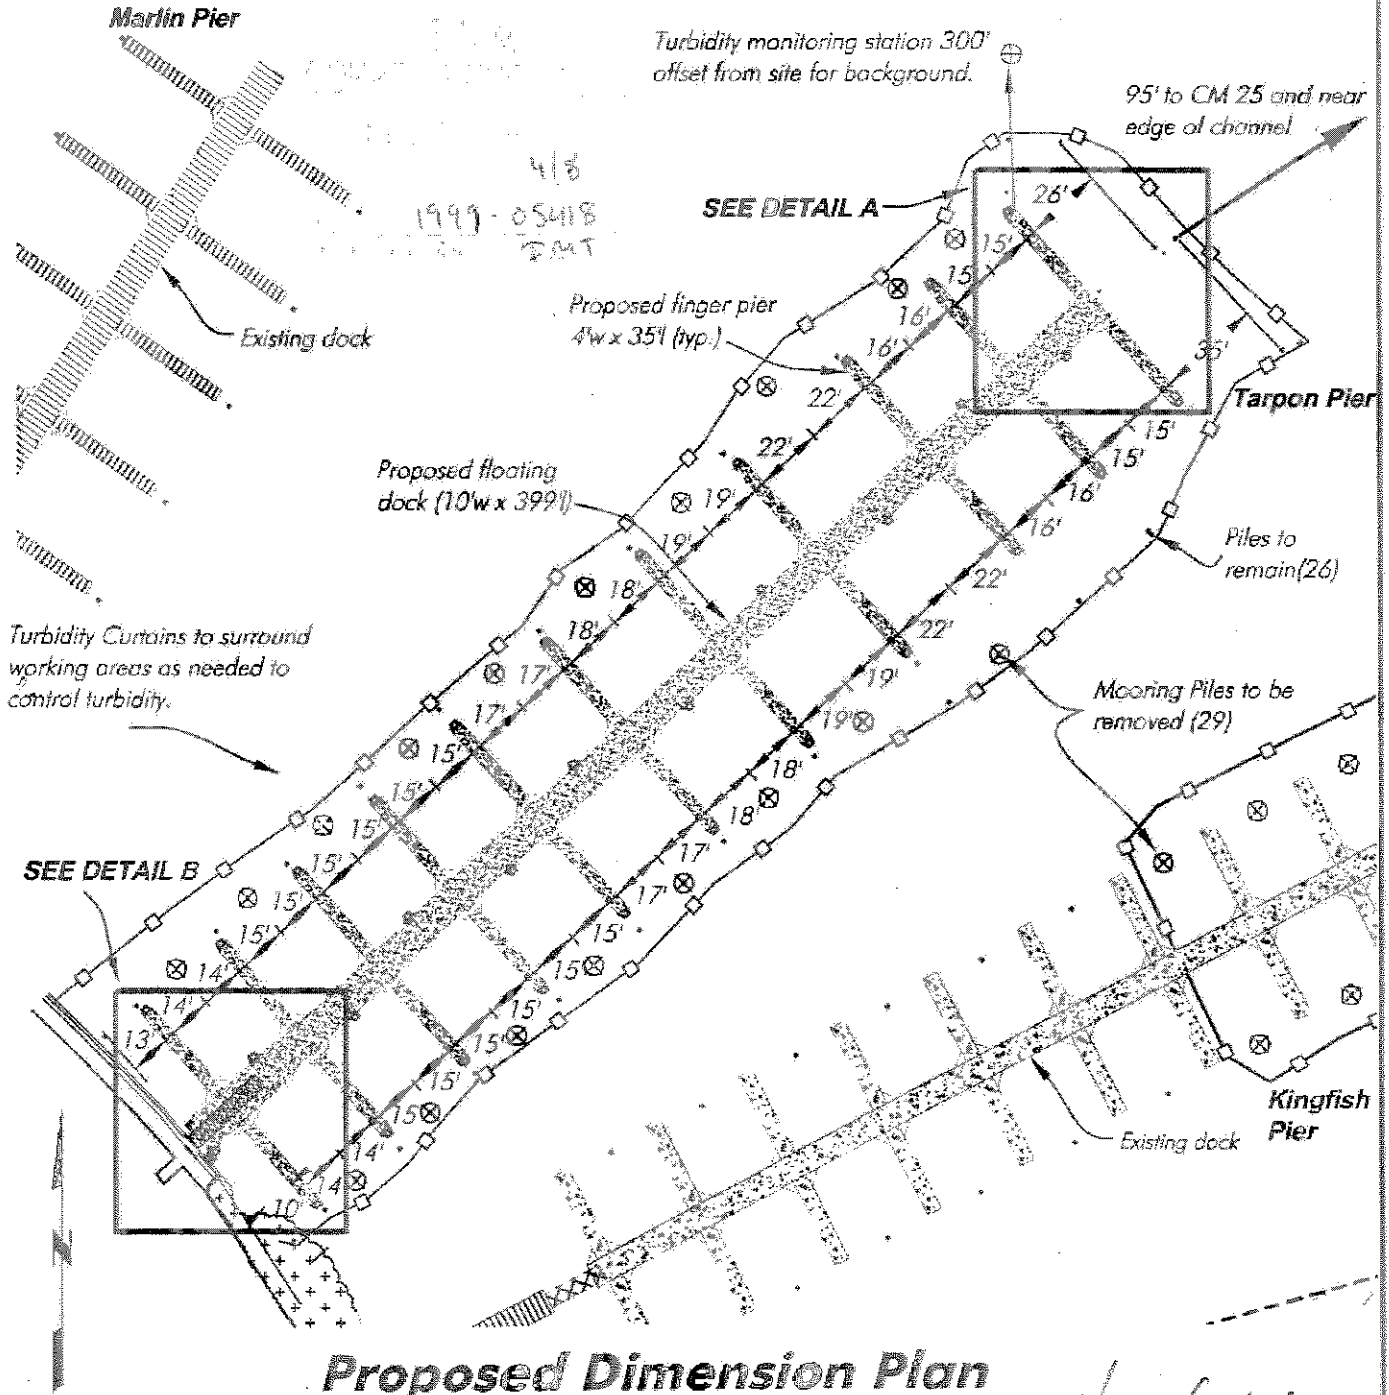 Marlin Pier
Turbidity monitoring station 300'
offset from site for background.
95' to CM 25 and near
edge of channel
4/8
1999-05418
SEE DETAIL A
26'
15'
15'
16'
16'
22'
22'
19'
19'
18'
18'
17'
17'
15'
15'
15'
15'
15'
15'
14'
14'
13'
Proposed finger pier
4'w x 35'l (typ.)
Existing dock
35'
Tarpon Pier
15'
15'
16'
16'
22'
22'
19'
19'
18'
18'
17'
17'
15'
15'
15'
15'
15'
15'
14'
14'
10'
Proposed floating
dock (10'w x 399'l)
Piles to
remain(26)
Turbidity Curtains to surround
working areas as needed to
control turbidity.
Mooring Piles to be
removed (29)
SEE DETAIL B
Kingfish
Pier
Existing dock
Proposed Dimension Plan